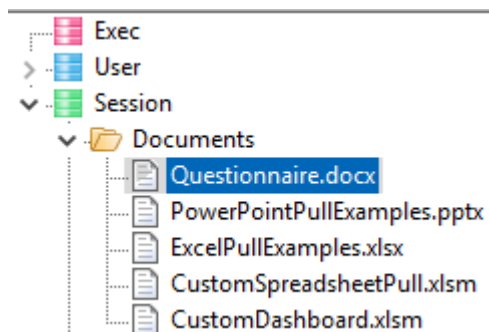 Exec
User
Session
Documents
Questionnaire.docx
PowerPointPullExamples.pptx
ExcelPullExamples.xlsx
CustomSpreadsheetPull.xlsm
CustomDashboard.xlsm